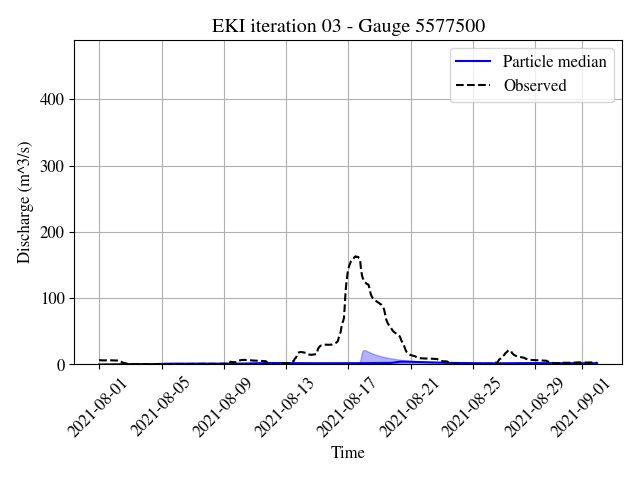 EKI iteration 03 - Gauge 5577500
Particle median
Observed
Discharge (m^3/s)
400
300
200
100
0
2021-08-01
2021-08-05
2021-08-09
2021-08-13
2021-08-17
2021-08-21
2021-08-25
2021-08-29
2021-09-01
Time